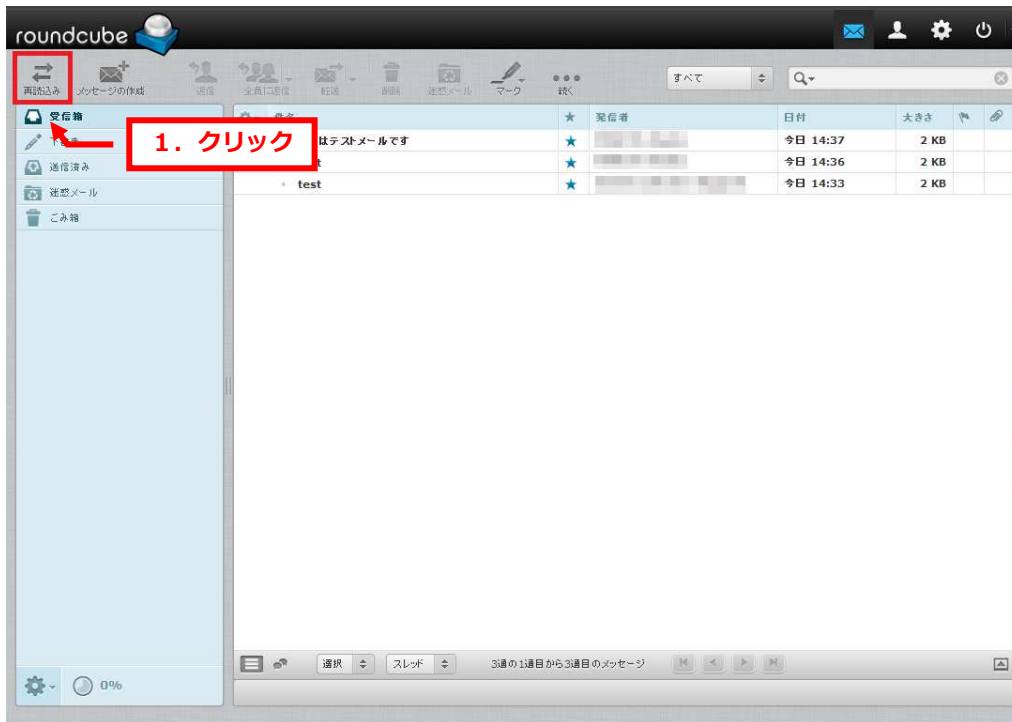 roundcube
再読込み メッセージの作成 返信 全員に返信 転送 削除 迷惑メール マーク 続く すべて
受信箱 件名 発信者 日付 大きさ
1．クリック
はテストメールです 今日 14:37 2 KB
送信済み 今日 14:36 2 KB
迷惑メール test 今日 14:33 2 KB
ごみ箱
選択 スレッド 3通の1通目から3通目のメッセージ
0%